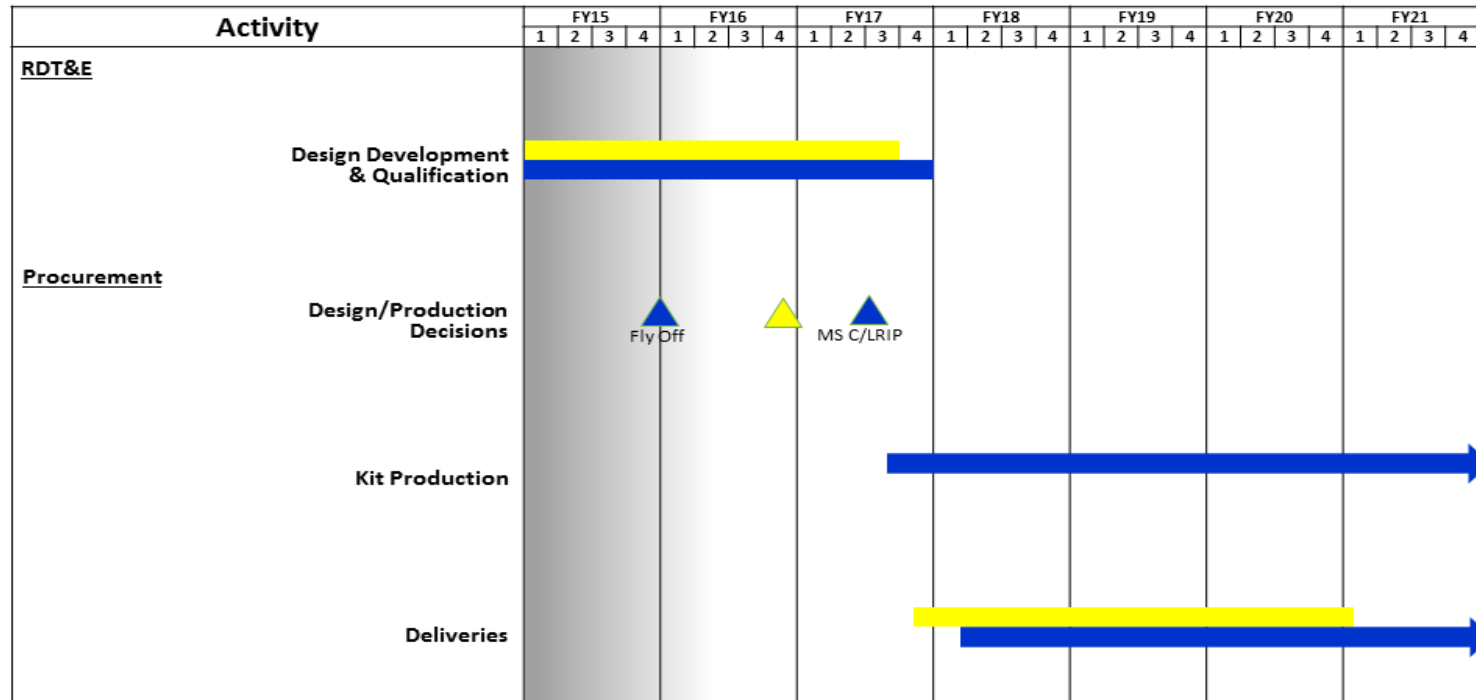 Activity
FY15 FY16 FY17 FY18 FY19 FY20 FY21
1 2 3 4 1 2 3 4 1 2 3 4 1 2 3 4 1 2 3 4 1 2 3 4 1 2 3 4
RDT&E
Design Development
& Qualification
Procurement
Design/Production
Decisions
Fly Off MS C/LRIP
Kit Production
Deliveries